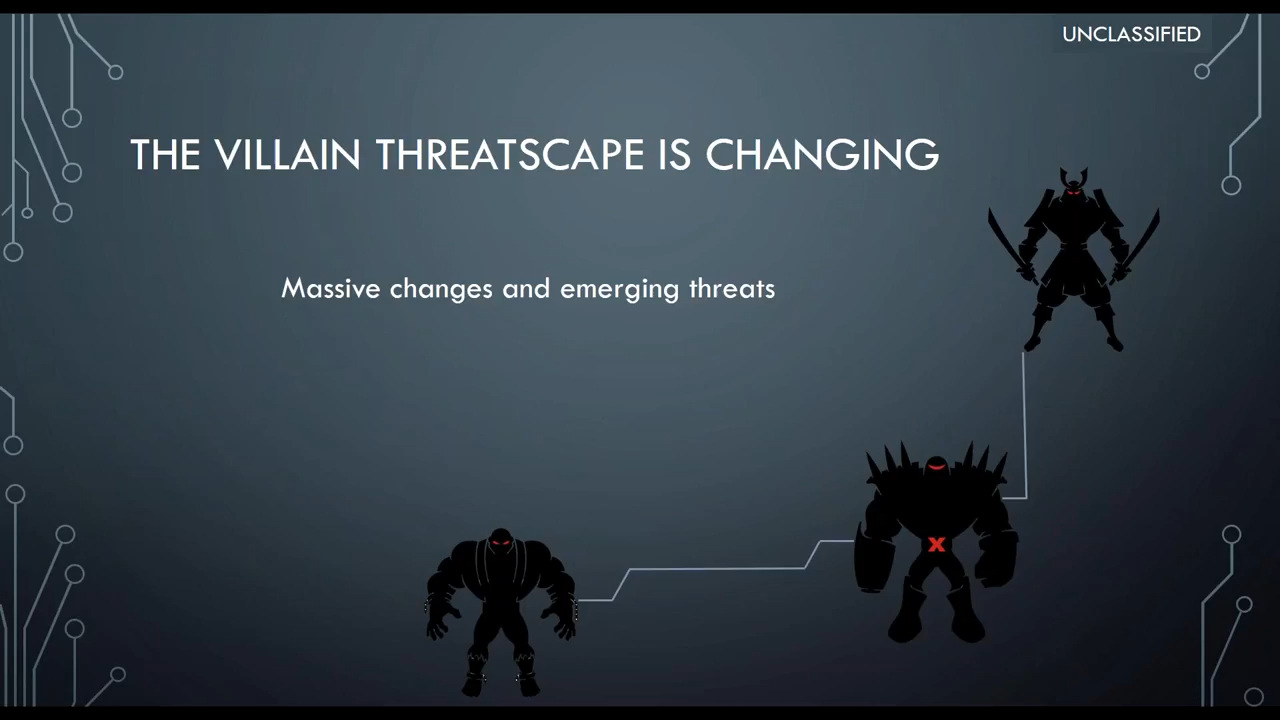 UNCLASSIFIED
THE VILLAIN THREATSCAPE IS CHANGING
Massive changes and emerging threats
X